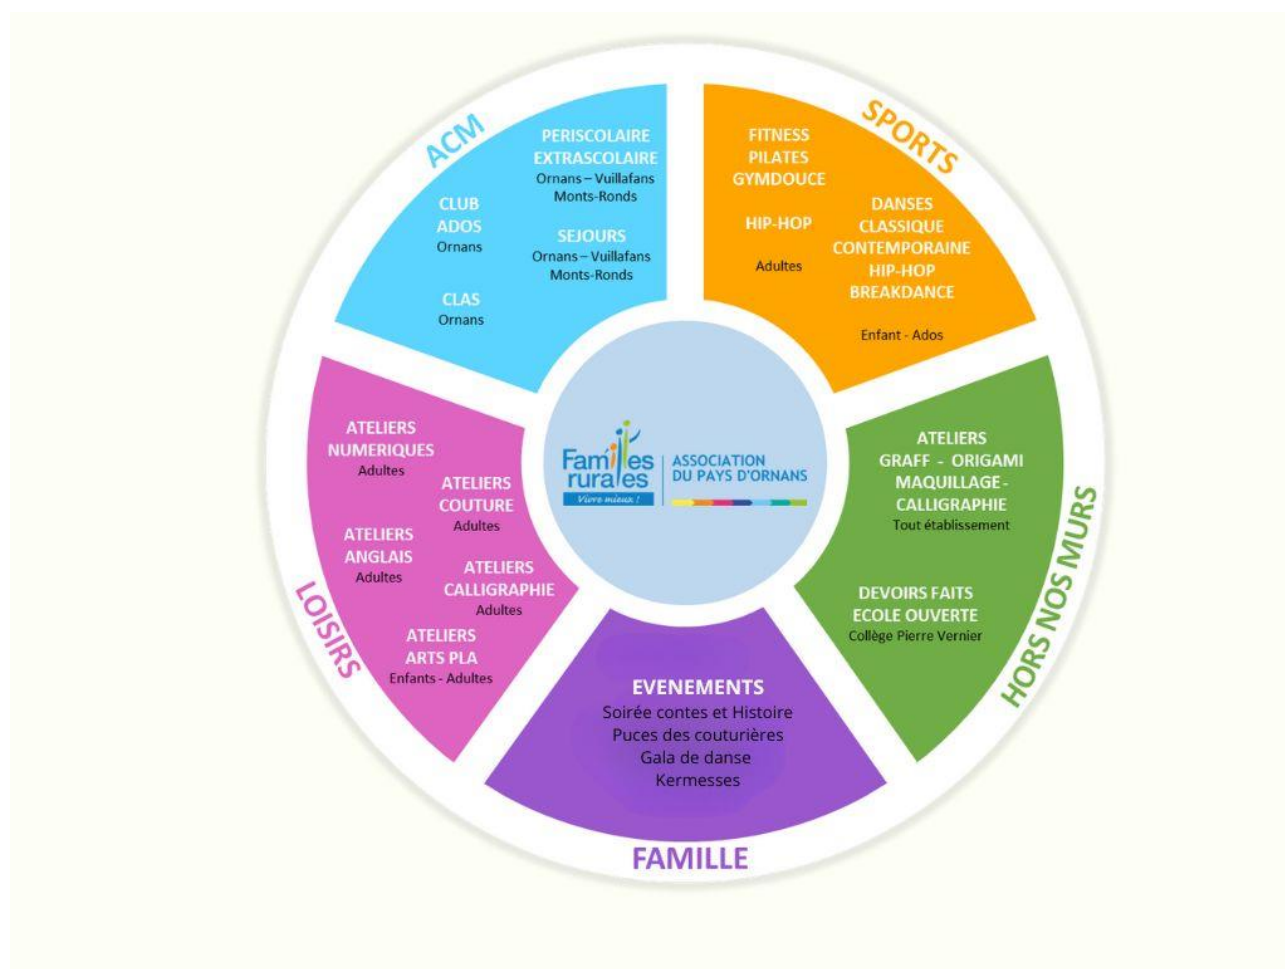 ACM
PERISCOLAIRE
EXTRASCOLAIRE
Ornans – Vuillafans
Monts-Ronds
CLUB
ADOS
Ornans
SEJOURS
Ornans – Vuillafans
Monts-Ronds
CLAS
Ornans
SPORTS
FITNESS
PILATES
GYMDOUCE
HIP-HOP
Adultes
DANSES
CLASSIQUE
CONTEMPORAINE
HIP-HOP
BREAKDANCE
Enfant - Ados
HORS NOS MURS
ATELIERS
GRAFF - ORIGAMI
MAQUILLAGE-
CALLIGRAPHIE
Tout établissement
DEVOIRS FAITS
ECOLE OUVERTE
Collège Pierre Vernier
FAMILLE
EVENEMENTS
Soirée contes et Histoire
Puces des couturières
Gala de danse
Kermesses
LOISIRS
ATELIERS
NUMERIQUES
Adultes
ATELIERS
COUTURE
Adultes
ATELIERS
ANGLAIS
Adultes
ATELIERS
CALLIGRAPHIE
Adultes
ATELIERS
ARTS PLA
Enfants - Adultes
Familles
rurales
Vivre mieux !
ASSOCIATION
DU PAYS D'ORNANS